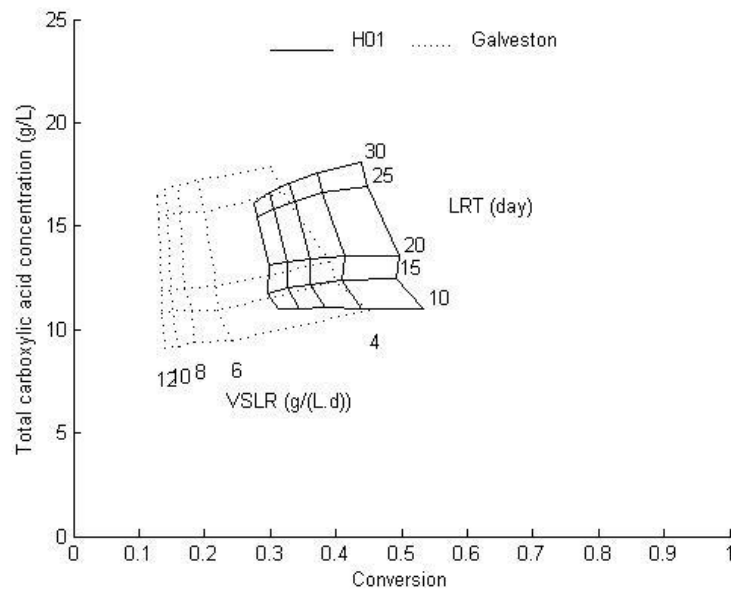 25
H01 Galveston
20
30
25
LRT (day)
15
20
15
10
10
4
12 10 8 6
VSLR (g/(L.d))
5
0
0 0.1 0.2 0.3 0.4 0.5 0.6 0.7 0.8 0.9 1
Conversion
Total carboxylic acid concentration (g/L)